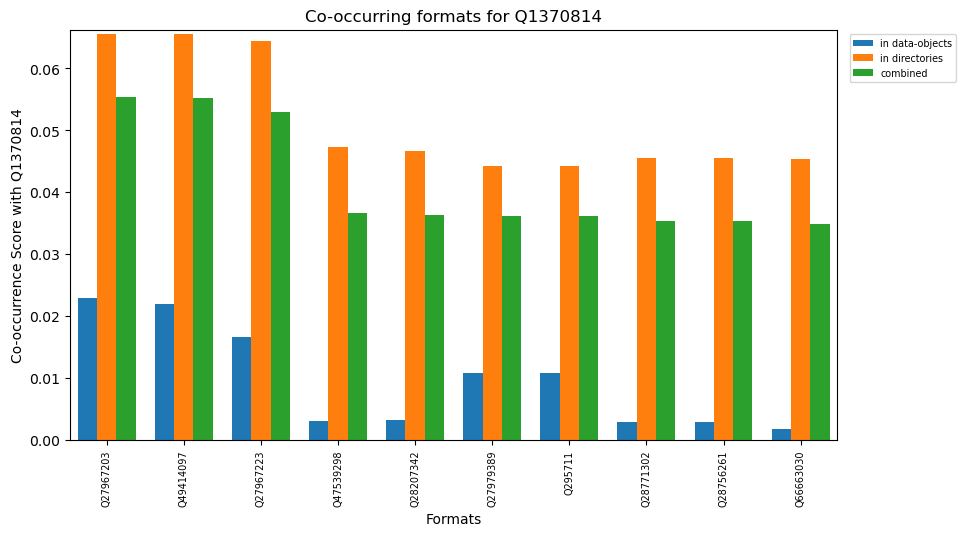 Co-occurring formats for Q1370814
in data-objects
in directories
combined
Co-occurrence Score with Q1370814
0.06
0.05
0.04
0.03
0.02
0.01
0.00
Q27967203
Q49414097
Q27967223
Q47539298
Q28207342
Q27979389
Q295711
Q28771302
Q28756261
Q66663030
Formats